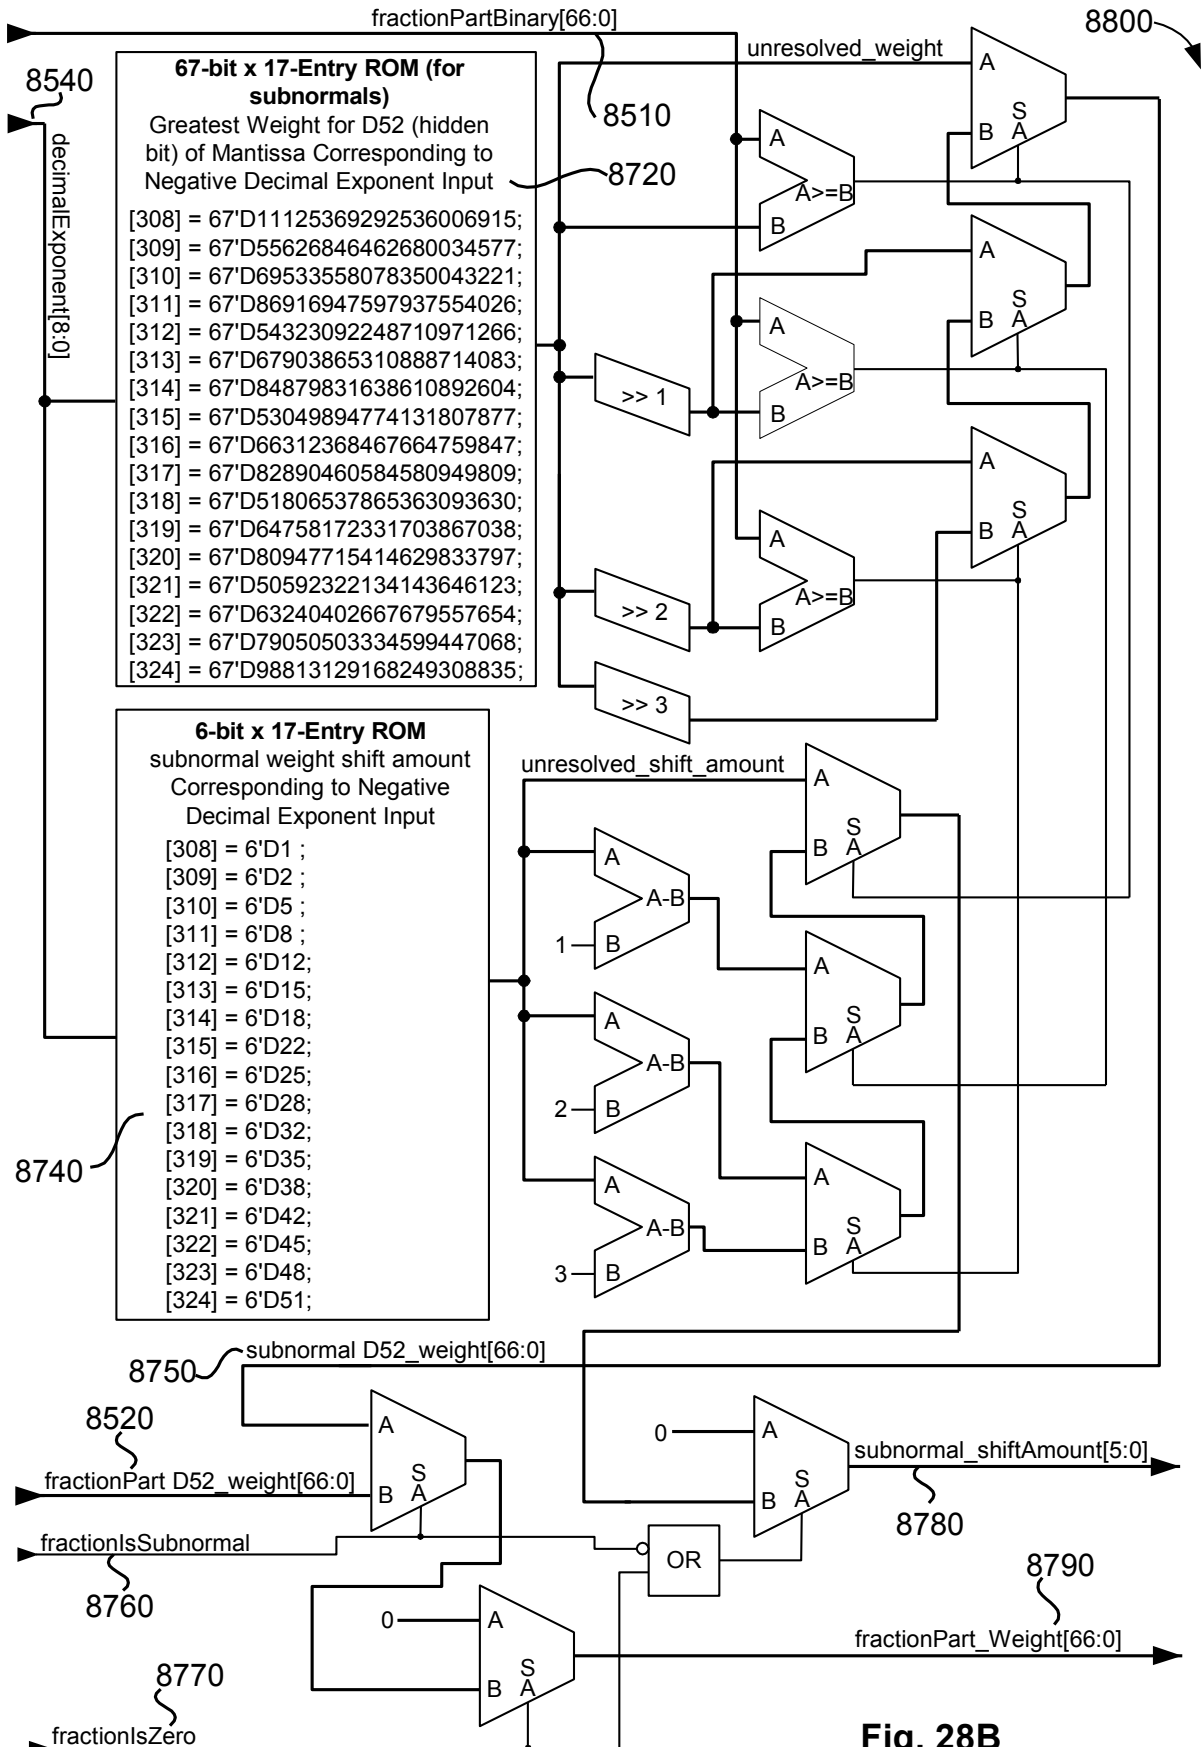 fractionPartBinary[66:0]
8800
unresolved_weight
8540
8510
decimalExponent[8:0]
67-bit x 17-Entry ROM (for
subnormals)
Greatest Weight for D52 (hidden
bit) of Mantissa Corresponding to
Negative Decimal Exponent Input
8720
[308] = 67'D11125369292536006915;
[309] = 67'D55626846462680034577;
[310] = 67'D69533558078350043221;
[311] = 67'D86916947597937554026;
[312] = 67'D54323092248710971266;
[313] = 67'D67903865310888714083;
[314] = 67'D84879831638610892604;
[315] = 67'D53049894774131807877;
[316] = 67'D66312368467664759847;
[317] = 67'D82890460584580949809;
[318] = 67'D51806537865363093630;
[319] = 67'D64758172331703867038;
[320] = 67'D80947715414629833797;
[321] = 67'D50592322134143646123;
[322] = 67'D63240402667679557654;
[323] = 67'D79050503334599447068;
[324] = 67'D98813129168249308835;
A
B
S
A
A
B
A>=B
A
B
S
A
A
B
A>=B
>> 1
A
B
S
A
A
B
A>=B
>> 2
>> 3
6-bit x 17-Entry ROM
subnormal weight shift amount
Corresponding to Negative
Decimal Exponent Input
[308] = 6'D1 ;
[309] = 6'D2 ;
[310] = 6'D5 ;
[311] = 6'D8 ;
[312] = 6'D12;
[313] = 6'D15;
[314] = 6'D18;
[315] = 6'D22;
[316] = 6'D25;
[317] = 6'D28;
[318] = 6'D32;
[319] = 6'D35;
[320] = 6'D38;
[321] = 6'D42;
[322] = 6'D45;
[323] = 6'D48;
[324] = 6'D51;
8740
unresolved_shift_amount
A
B
S
A
A
A-B
1
B
A
B
S
A
A
A-B
2
B
A
B
S
A
A
A-B
3
B
8750
subnormal D52_weight[66:0]
8520
fractionPart D52_weight[66:0]
A
B
S
A
0
A
B
S
A
subnormal_shiftAmount[5:0]
8780
fractionIsSubnormal
8760
OR
8790
0
A
B
S
A
fractionPart_Weight[66:0]
8770
fractionIsZero
Fig. 28B